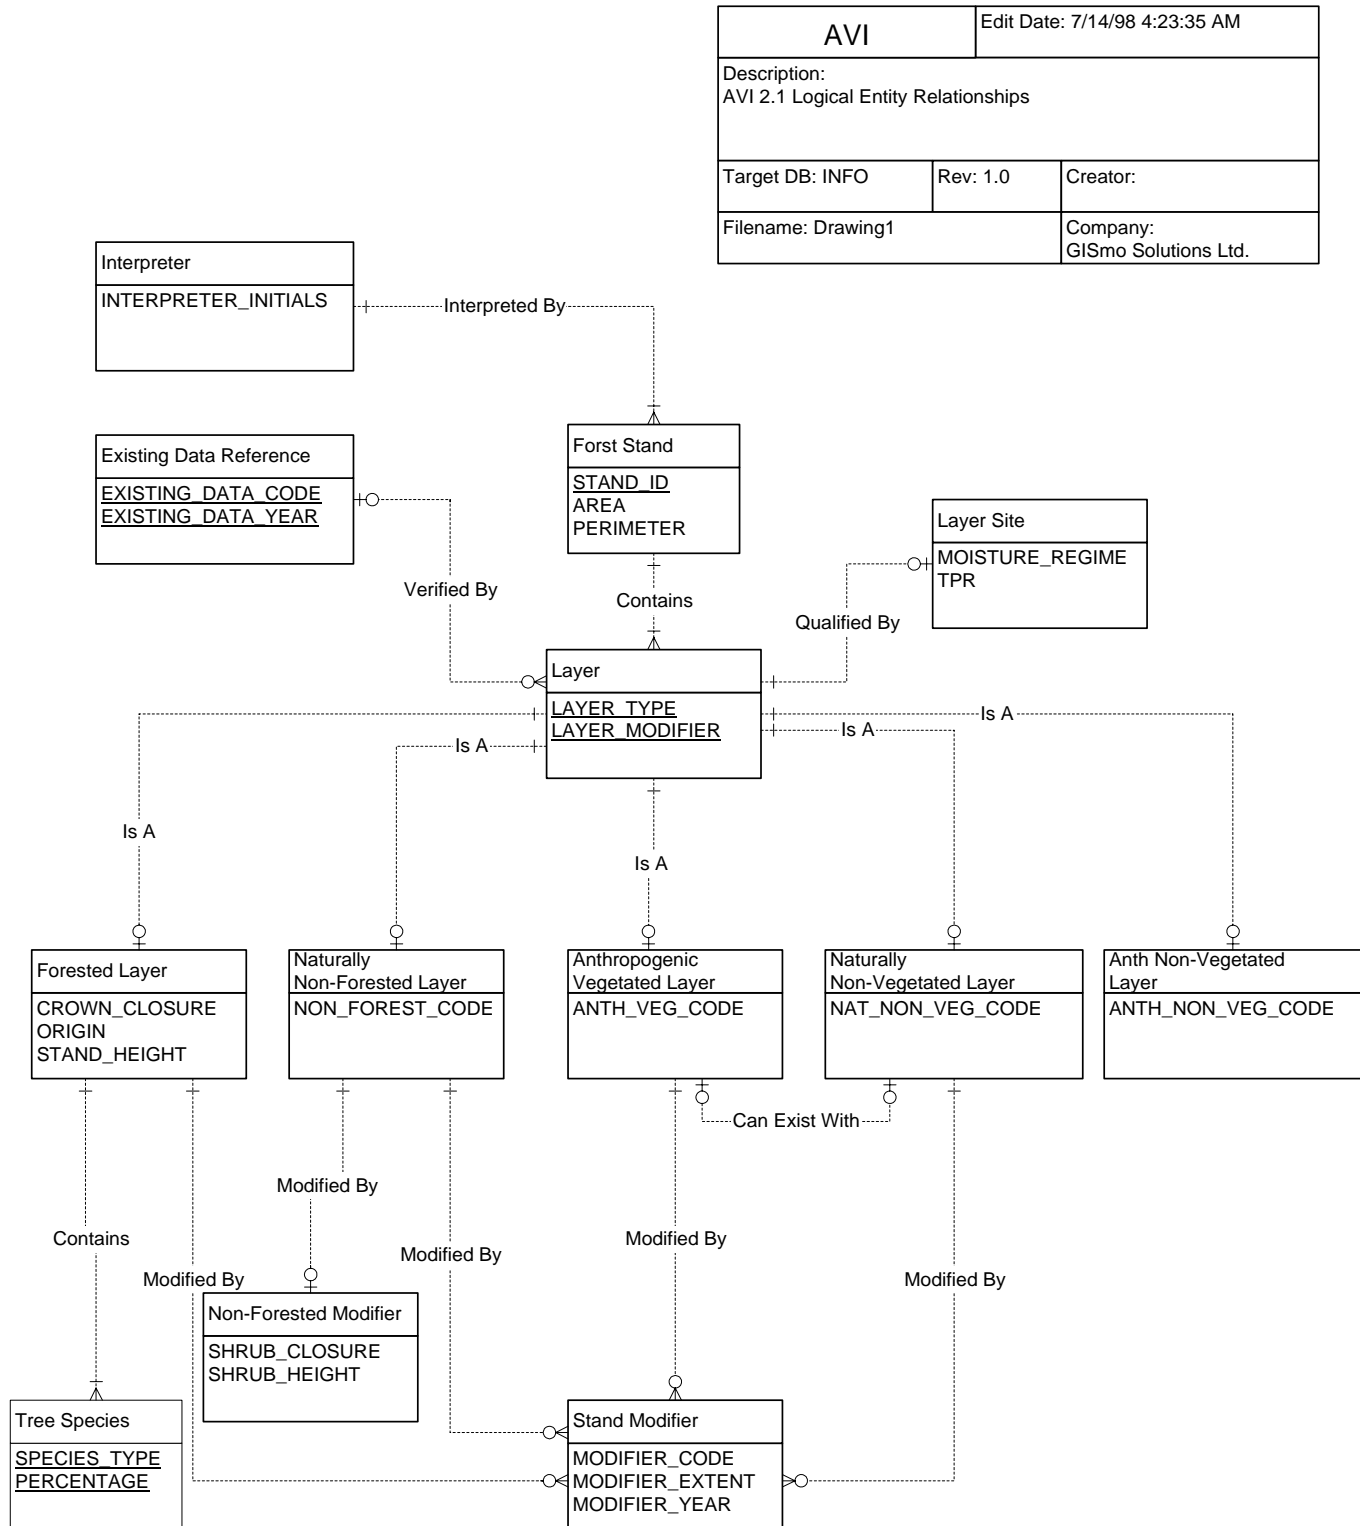 AVI
Edit Date: 7/14/98 4:23:35 AM
Description:
AVI 2.1 Logical Entity Relationships
Target DB: INFO
Rev: 1.0
Creator:
Filename: Drawing1
Company:
GISmo Solutions Ltd.
Interpreter
INTERPRETER_INITIALS
Interpreted By
Existing Data Reference
EXISTING_DATA_CODE
EXISTING_DATA_YEAR
Forst Stand
STAND_ID
AREA
PERIMETER
Layer Site
MOISTURE_REGIME
TPR
Verified By
Contains
Qualified By
Layer
LAYER_TYPE
LAYER_MODIFIER
Is A
Is A
Is A
Is A
Is A
Forested Layer
CROWN_CLOSURE
ORIGIN
STAND_HEIGHT
Naturally
Non-Forested Layer
NON_FOREST_CODE
Anthropogenic
Vegetated Layer
ANTH_VEG_CODE
Naturally
Non-Vegetated Layer
NAT_NON_VEG_CODE
Anth Non-Vegetated
Layer
ANTH_NON_VEG_CODE
Can Exist With
Modified By
Contains
Modified By
Modified By
Modified By
Modified By
Non-Forested Modifier
SHRUB_CLOSURE
SHRUB_HEIGHT
Tree Species
SPECIES_TYPE
PERCENTAGE
Stand Modifier
MODIFIER_CODE
MODIFIER_EXTENT
MODIFIER_YEAR